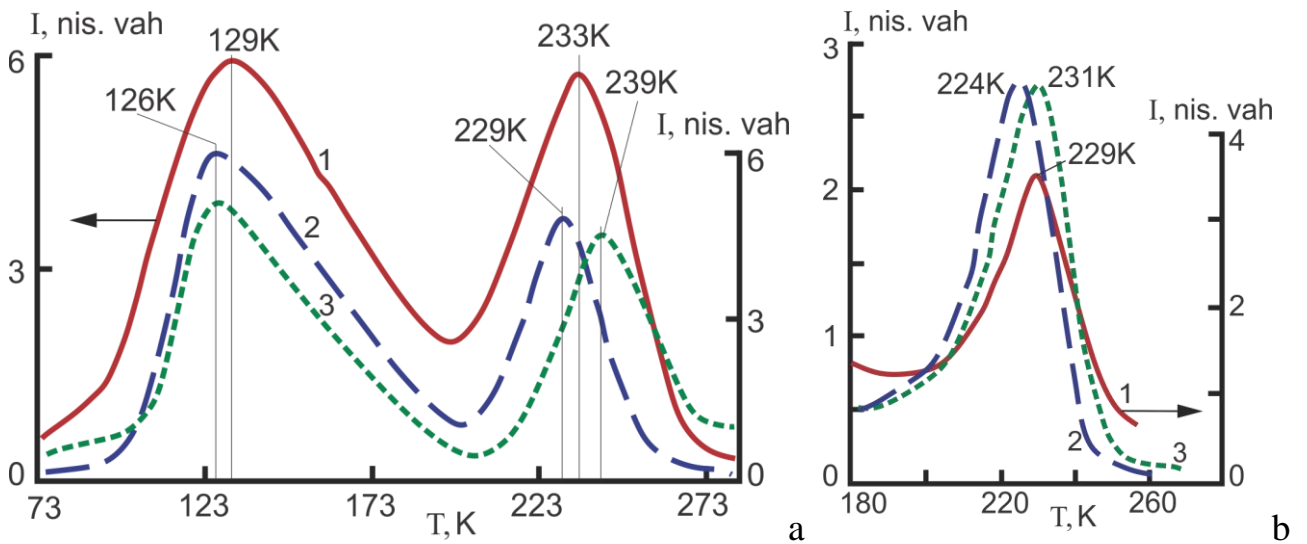 I, nis. vah
6
3
0
129K
126K
233K
239K
229K
1
2
3
I, nis. vah
6
3
0
73
123
173
223
273
T, K
a
I, nis. vah
3
2
1
0
224K
231K
229K
I, nis. vah
4
2
0
1
2
3
180
220
260
T, K
b